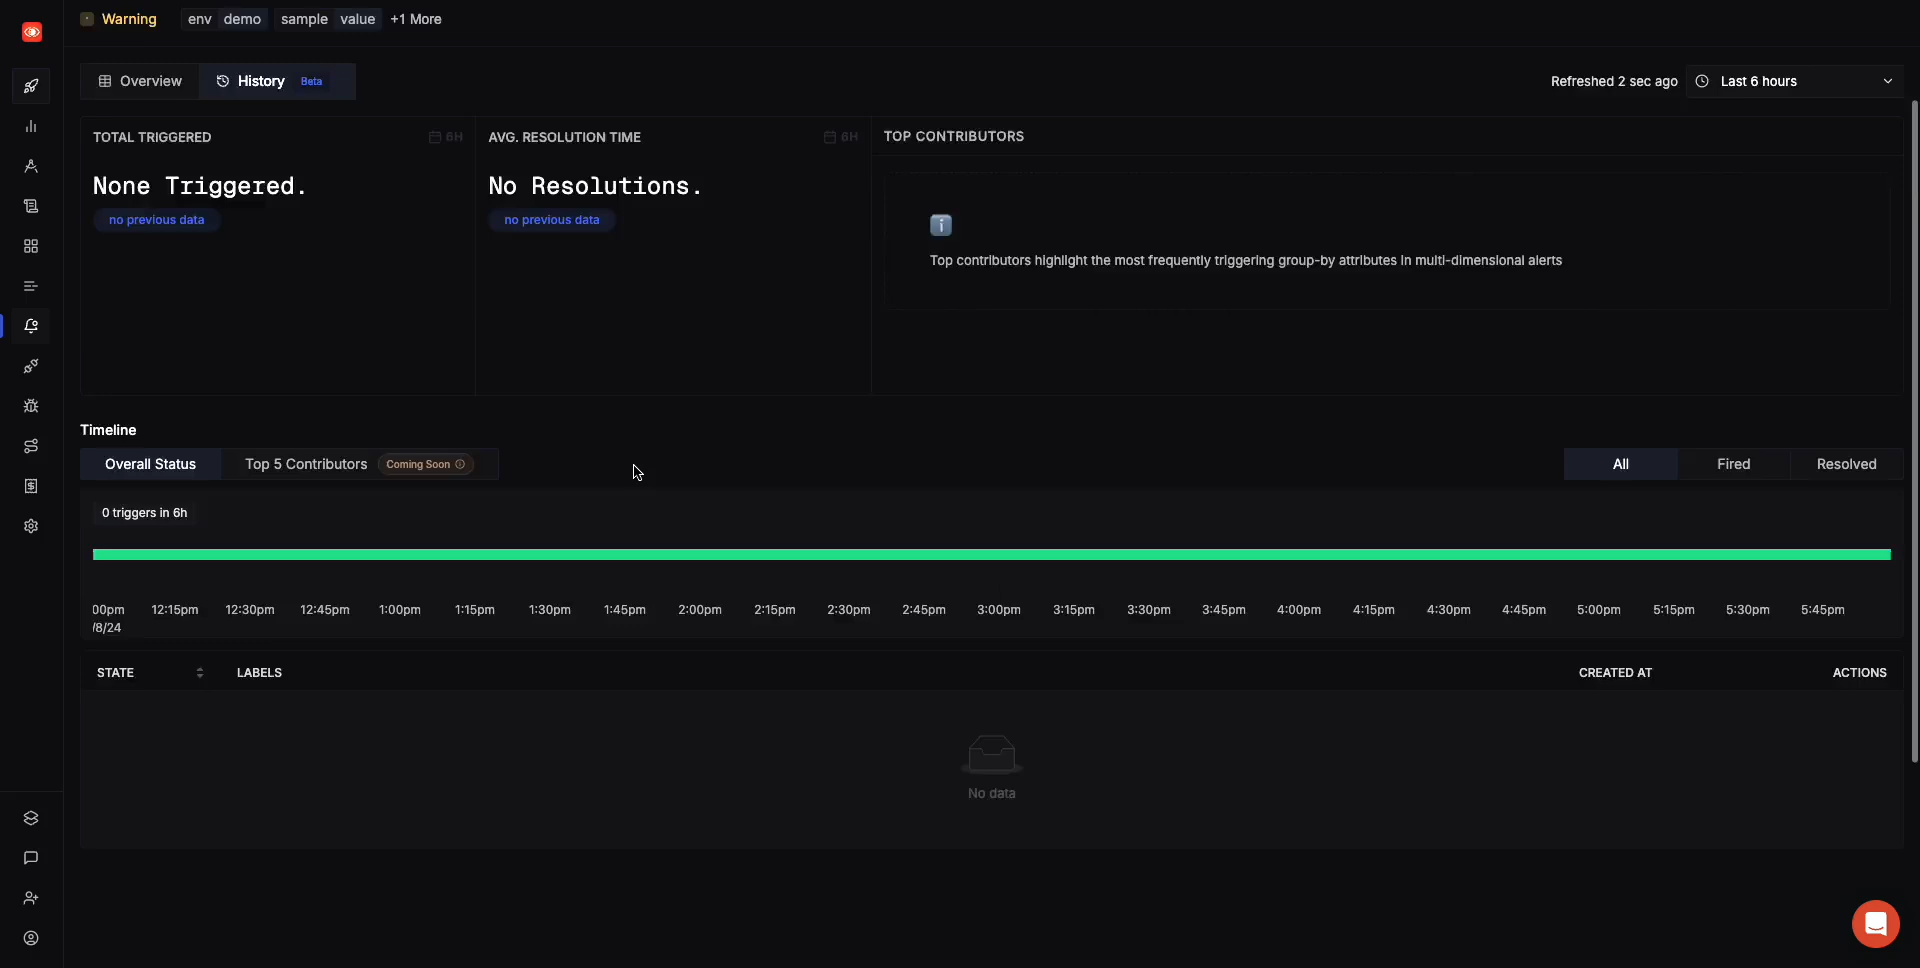 Warning env demo sample value +1 More
Overview History Beta Refreshed 2 sec ago Last 6 hours
TOTAL TRIGGERED 6H AVG. RESOLUTION TIME 6H TOP CONTRIBUTORS
None Triggered. No Resolutions.
no previous data no previous data
Top contributors highlight the most frequently triggering group-by attributes in multi-dimensional alerts
Timeline
Overall Status Top 5 Contributors Coming Soon All Fired Resolved
0 triggers in 6h
00pm 12:15pm 12:30pm 12:45pm 1:00pm 1:15pm 1:30pm 1:45pm 2:00pm 2:15pm 2:30pm 2:45pm 3:00pm 3:15pm 3:30pm 3:45pm 4:00pm 4:15pm 4:30pm 4:45pm 5:00pm 5:15pm 5:30pm 5:45pm
/8/24
STATE LABELS CREATED AT ACTIONS
No data